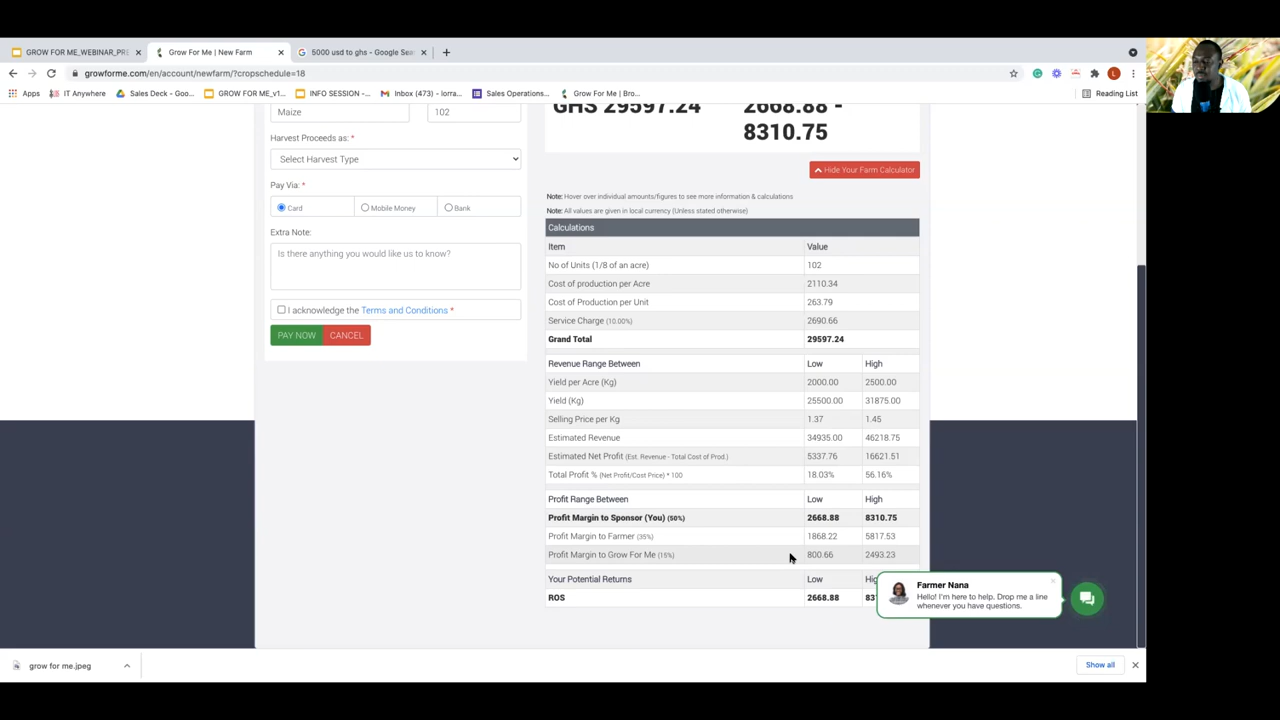 GROW FOR ME_WEBINAR_PRE
Grow For Me | New Farm
5000 usd to ghs - Google Sea
growforme.com/en/account/newfarm/?cropschedule=18
L
Apps
IT Anywhere
Sales Deck - Goo...
GROW FOR ME_v1...
INFO SESSION -...
Inbox (473) - lorra...
Sales Operations...
Grow For Me | Bro...
Reading List
Maize
102
Harvest Proceeds as: *
Select Harvest Type
Pay Via: *
Card
Mobile Money
Bank
Extra Note:
Is there anything you would like us to know?
I acknowledge the Terms and Conditions *
PAY NOW
CANCEL
GHS 29597.24
2668.88 -
8310.75
Hide Your Farm Calculator
Note: Hover over individual amounts/figures to see more information & calculations
Note: All values are given in local currency (Unless stated otherwise)
Calculations
Item Value
No of Units (1/8 of an acre) 102
Cost of production per Acre 2110.34
Cost of Production per Unit 263.79
Service Charge (10.00%) 2690.66
Grand Total 29597.24
Revenue Range Between Low High
Yield per Acre (Kg) 2000.00 2500.00
Yield (Kg) 25500.00 31875.00
Selling Price per Kg 1.37 1.45
Estimated Revenue 34935.00 46218.75
Estimated Net Profit (Est. Revenue - Total Cost of Prod.) 5337.76 16621.51
Total Profit % (Net Profit/Cost Price) * 100 18.03% 56.16%
Profit Range Between Low High
Profit Margin to Sponsor (You) (50%) 2668.88 8310.75
Profit Margin to Farmer (35%) 1868.22 5817.53
Profit Margin to Grow For Me (15%) 800.66 2493.23
Your Potential Returns Low Hig
ROS 2668.88 831
Farmer Nana
Hello! I'm here to help. Drop me a line
whenever you have questions.
grow for me.jpeg
Show all